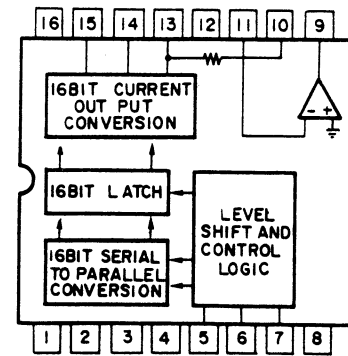 16 15 14 13 12 11 10 9
16BIT CURRENT
OUT PUT
CONVERSION
- +
16BIT LATCH
LEVEL
SHIFT AND
CONTROL
LOGIC
16BIT SERIAL
TO PARALLEL
CONVERSION
1 2 3 4 5 6 7 8